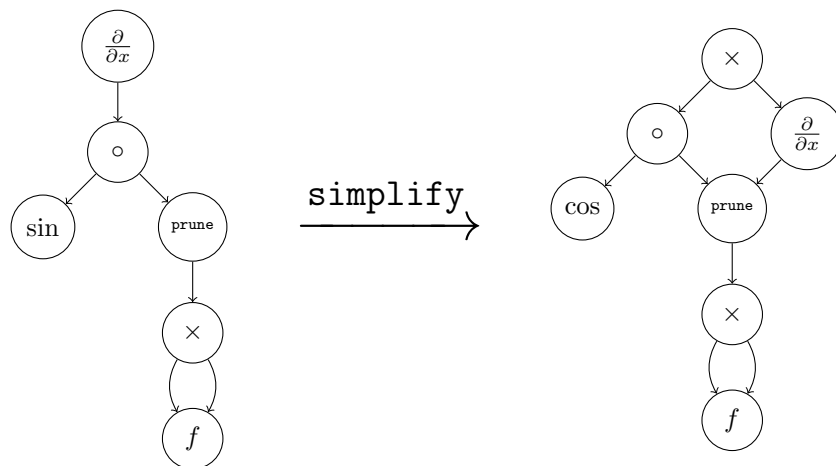 ∂/∂x
∘
sin
prune
×
f
simplify
×
∘
∂/∂x
cos
prune
×
f